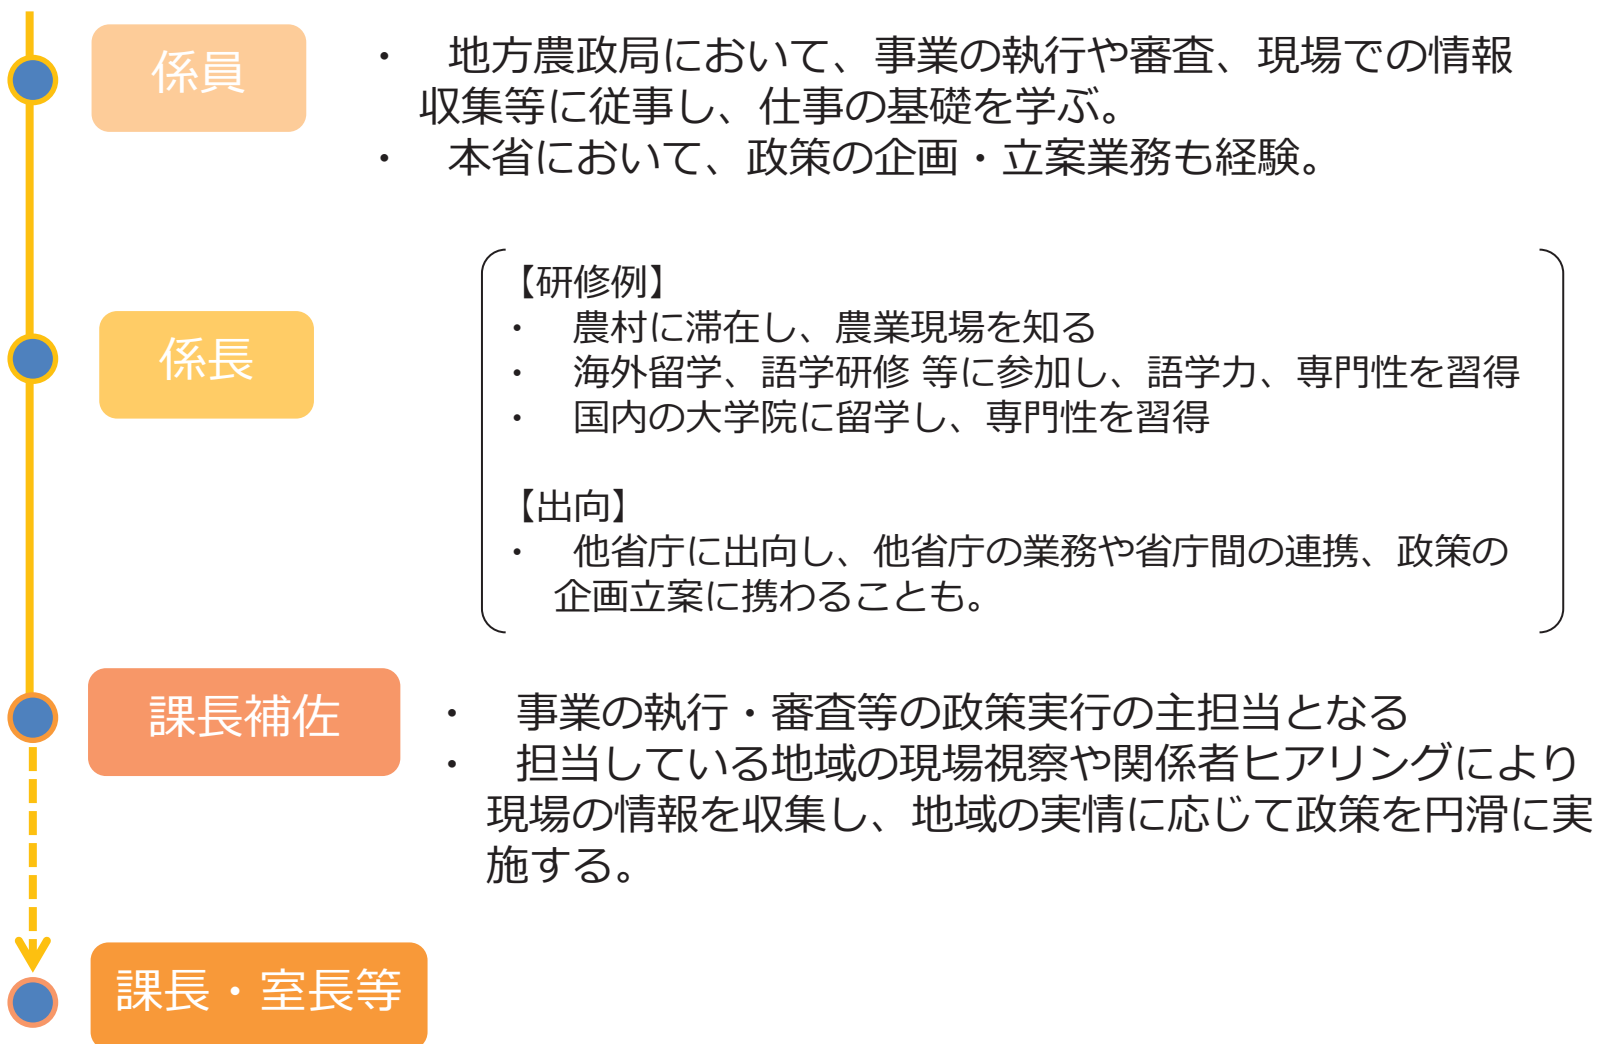 係員
・　地方農政局において、事業の執行や審査、現場での情報
収集等に従事し、仕事の基礎を学ぶ。
・　本省において、政策の企画・立案業務も経験。
係長
【研修例】
・　農村に滞在し、農業現場を知る
・　海外留学、語学研修 等に参加し、語学力、専門性を習得
・　国内の大学院に留学し、専門性を習得
【出向】
・　他省庁に出向し、他省庁の業務や省庁間の連携、政策の
企画立案に携わることも。
課長補佐
・　事業の執行・審査等の政策実行の主担当となる
・　担当している地域の現場視察や関係者ヒアリングにより
現場の情報を収集し、地域の実情に応じて政策を円滑に実
施する。
課長・室長等